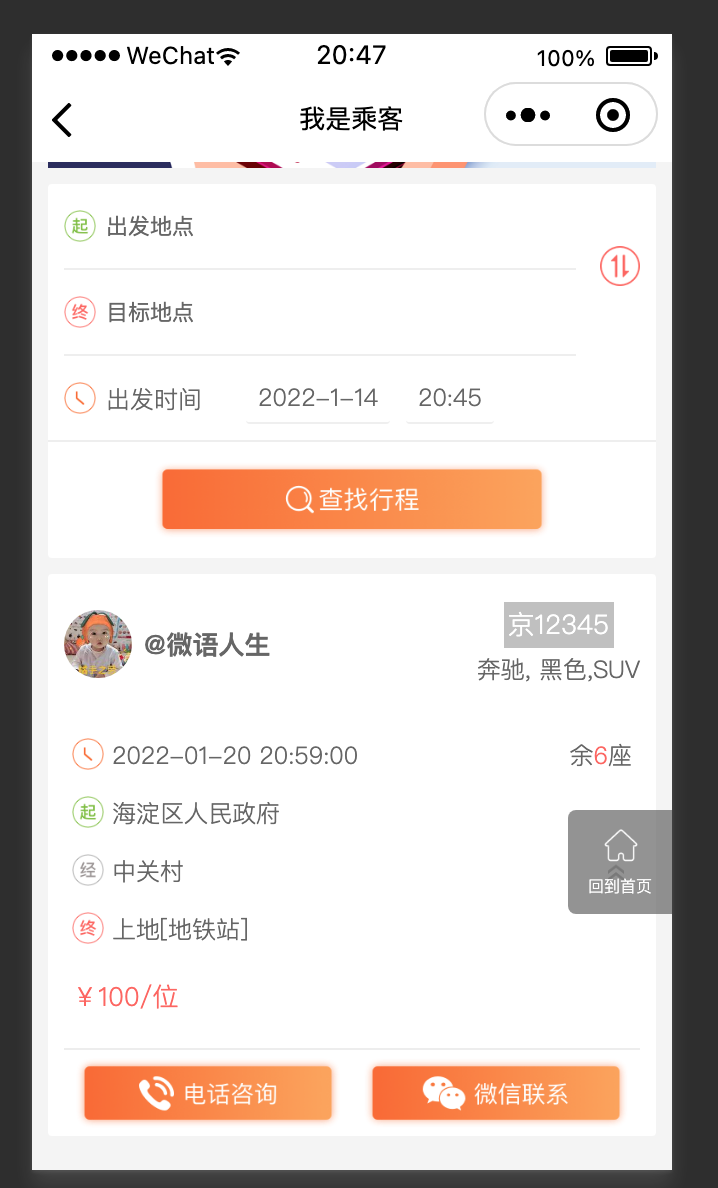 WeChat
20:47
100%
我是乘客
起 出发地点
终 目标地点
出发时间 2022-1-14 20:45
查找行程
@微语人生
京12345
奔驰, 黑色,SUV
2022-01-20 20:59:00
余6座
起 海淀区人民政府
经 中关村
回到首页
终 上地[地铁站]
￥100/位
电话咨询
微信联系